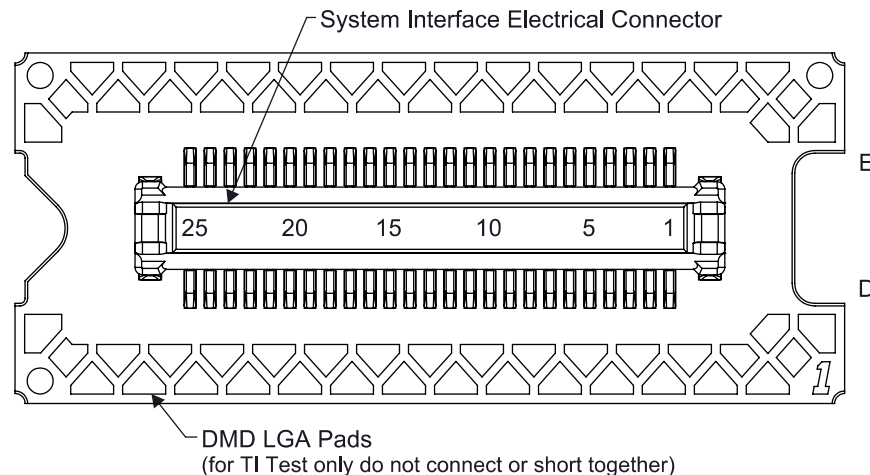 System Interface Electrical Connector
E
25 20 15 10 5 1
D
1
DMD LGA Pads
(for TI Test only do not connect or short together)